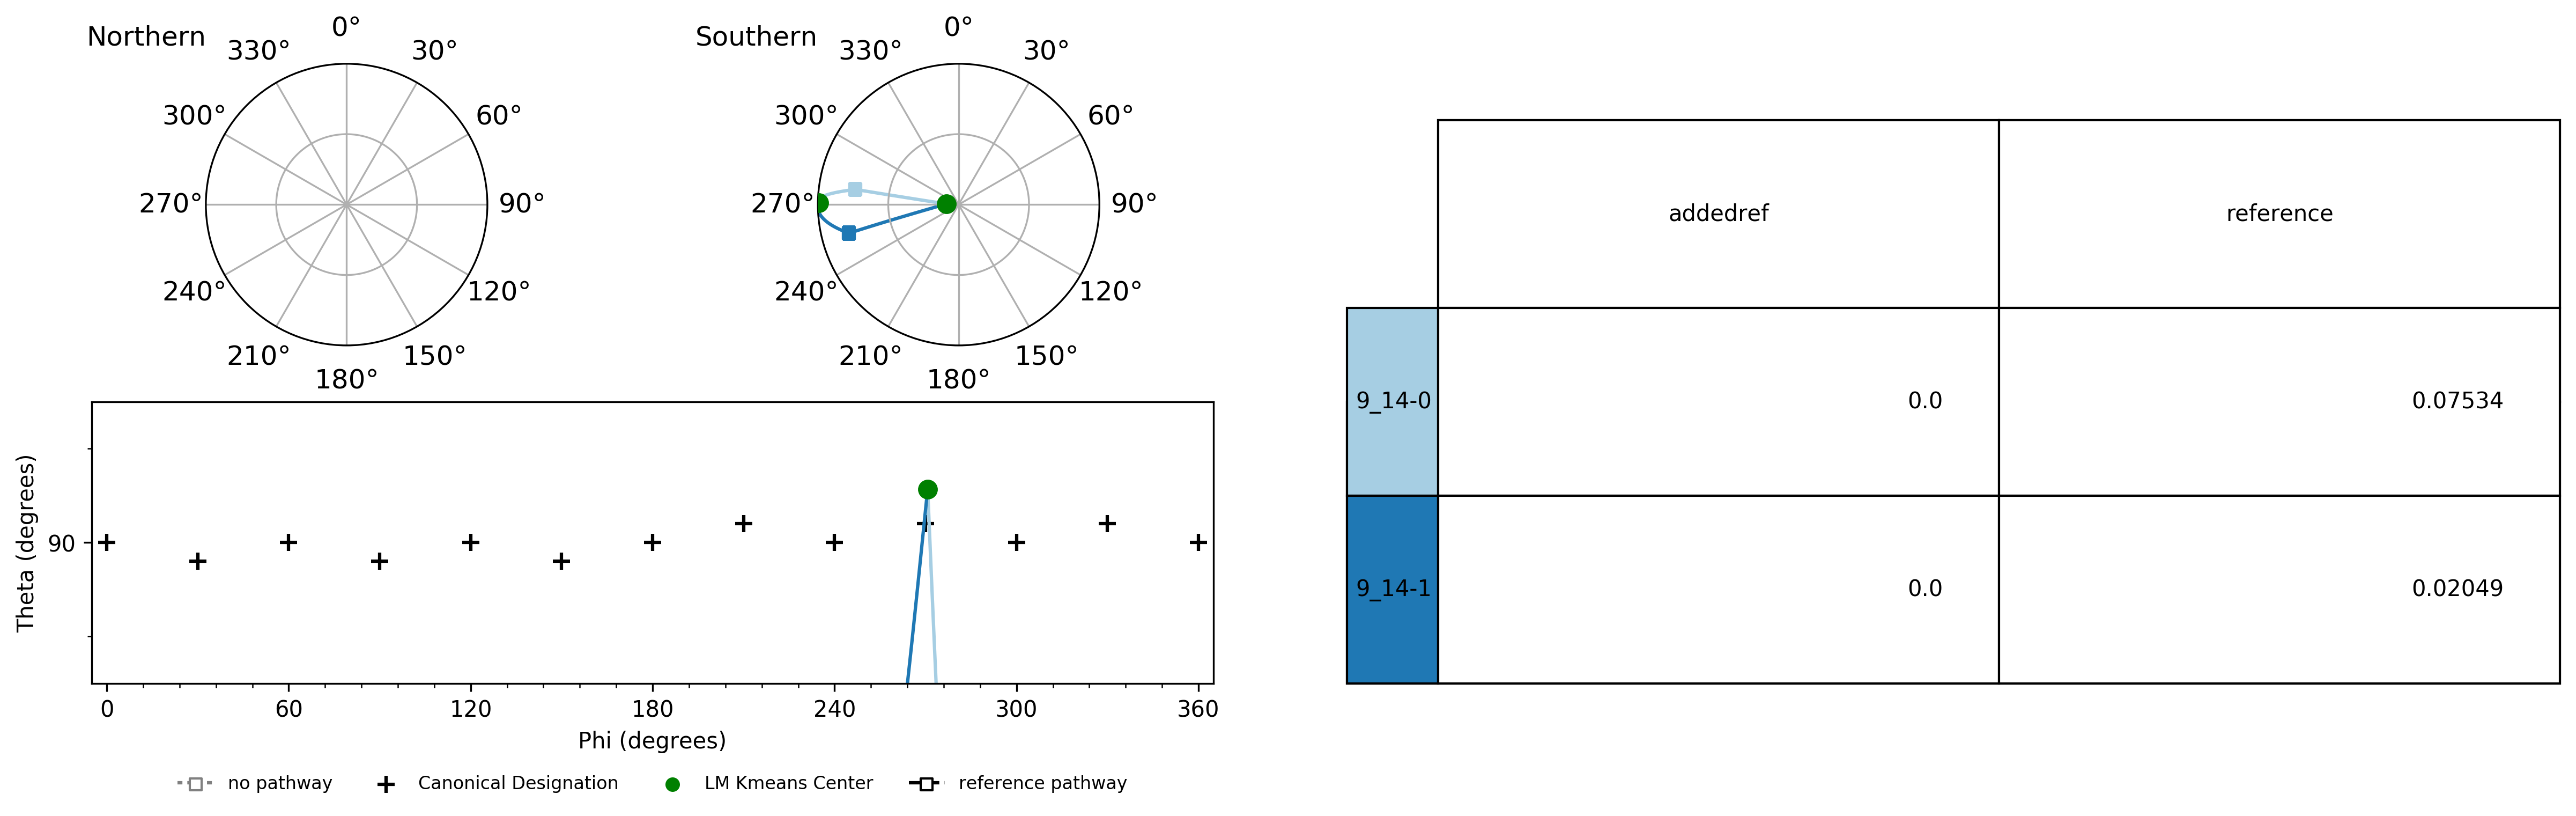 Northern
0°
30°
60°
90°
120°
150°
180°
210°
240°
270°
300°
330°
Southern
0°
30°
60°
90°
120°
150°
180°
210°
240°
270°
300°
330°
Theta (degrees)
90
0 60 120 180 240 300 360
Phi (degrees)
no pathway Canonical Designation LM Kmeans Center reference pathway
addedref reference
9_14-0 0.0 0.07534
9_14-1 0.0 0.02049